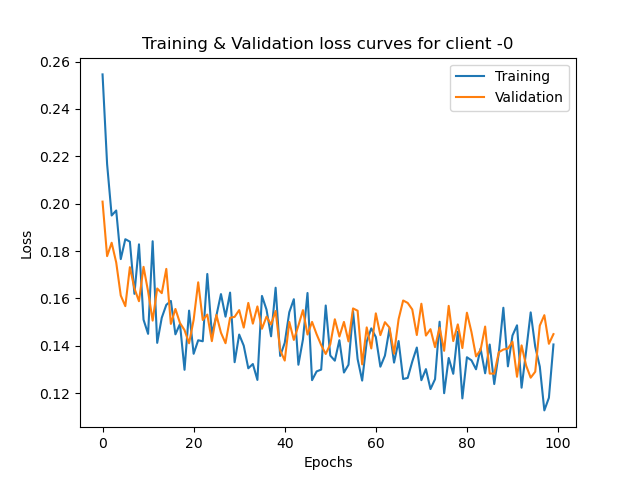 Training & Validation loss curves for client -0
Training
Validation
Loss
0.26
0.24
0.22
0.20
0.18
0.16
0.14
0.12
0
20
40
60
80
100
Epochs